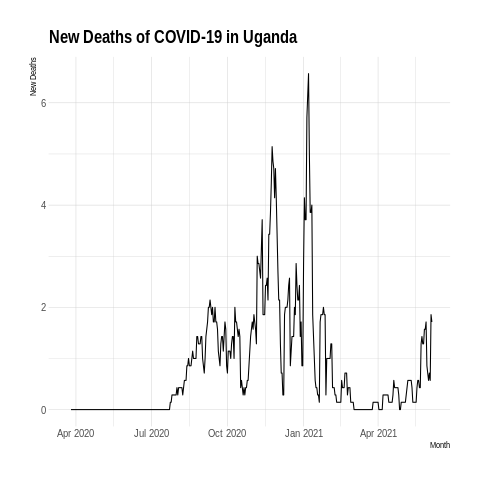 New Deaths of COVID-19 in Uganda
New Deaths
6
4
2
0
Apr 2020 Jul 2020 Oct 2020 Jan 2021 Apr 2021
Month